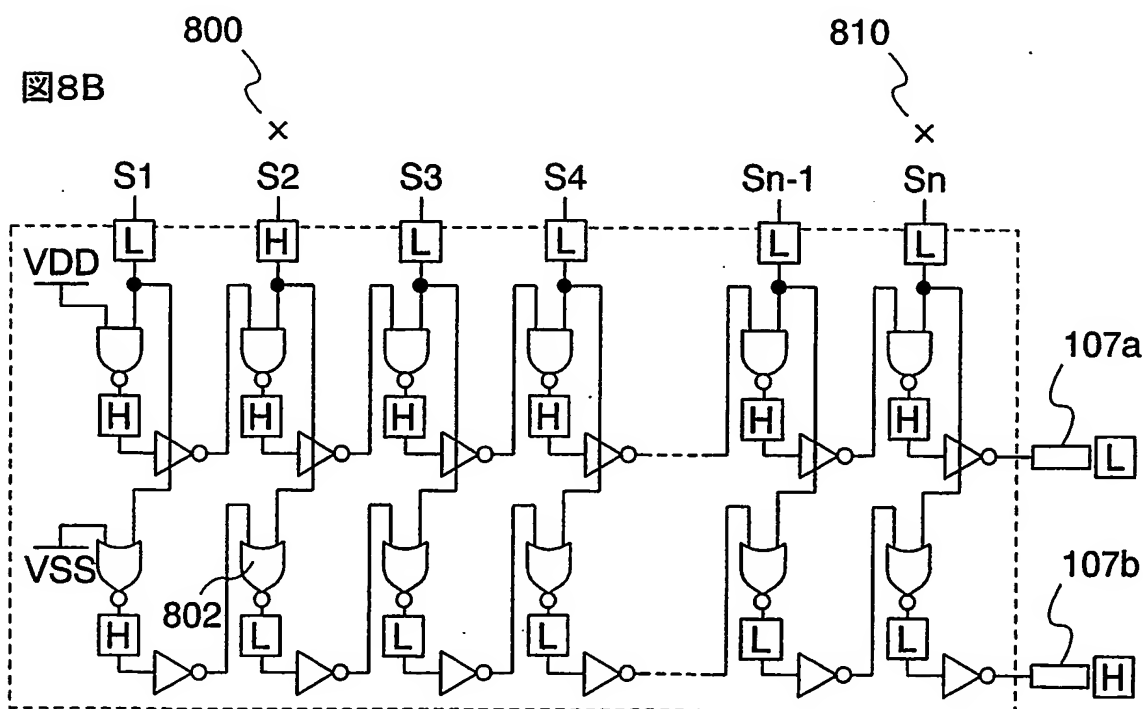 800
810
図8B
× ×
S1 S2 S3 S4 Sn-1 Sn
L H L L L L
VDD
107a
H H H H H H
L
VSS
802
107b
H L L L L L
H